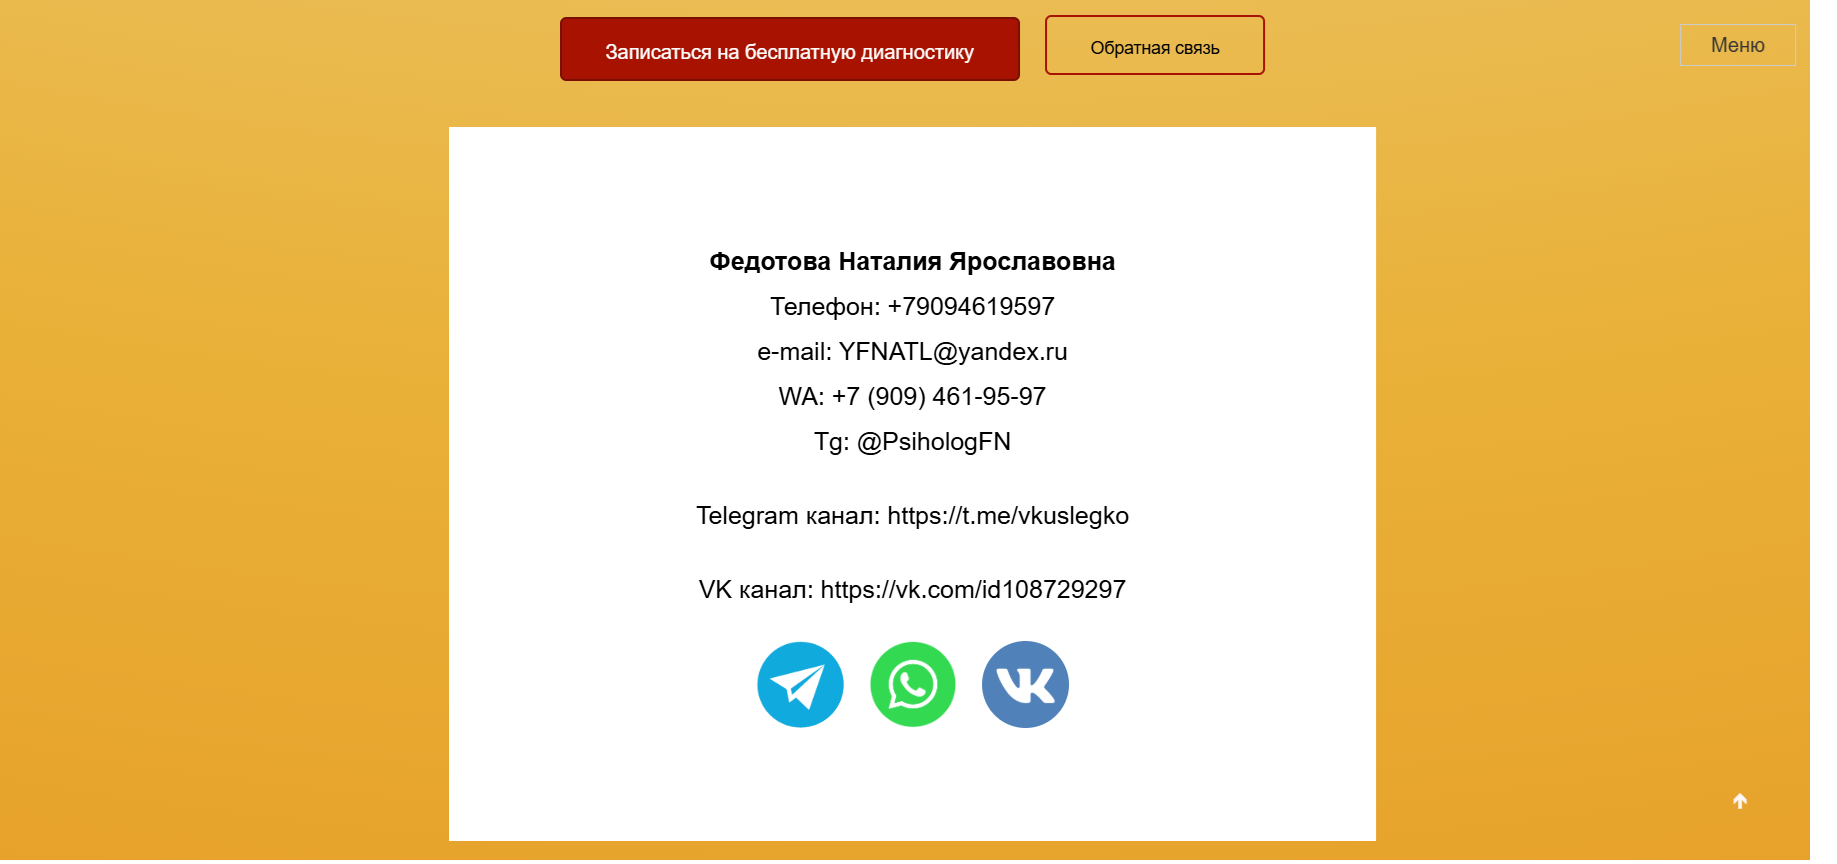 Записаться на бесплатную диагностику
Обратная связь
Меню
Федотова Наталия Ярославовна
Телефон: +79094619597
e-mail: YFNATL@yandex.ru
WA: +7 (909) 461-95-97
Tg: @PsihologFN
Telegram канал: https://t.me/vkuslegko
VK канал: https://vk.com/id108729297